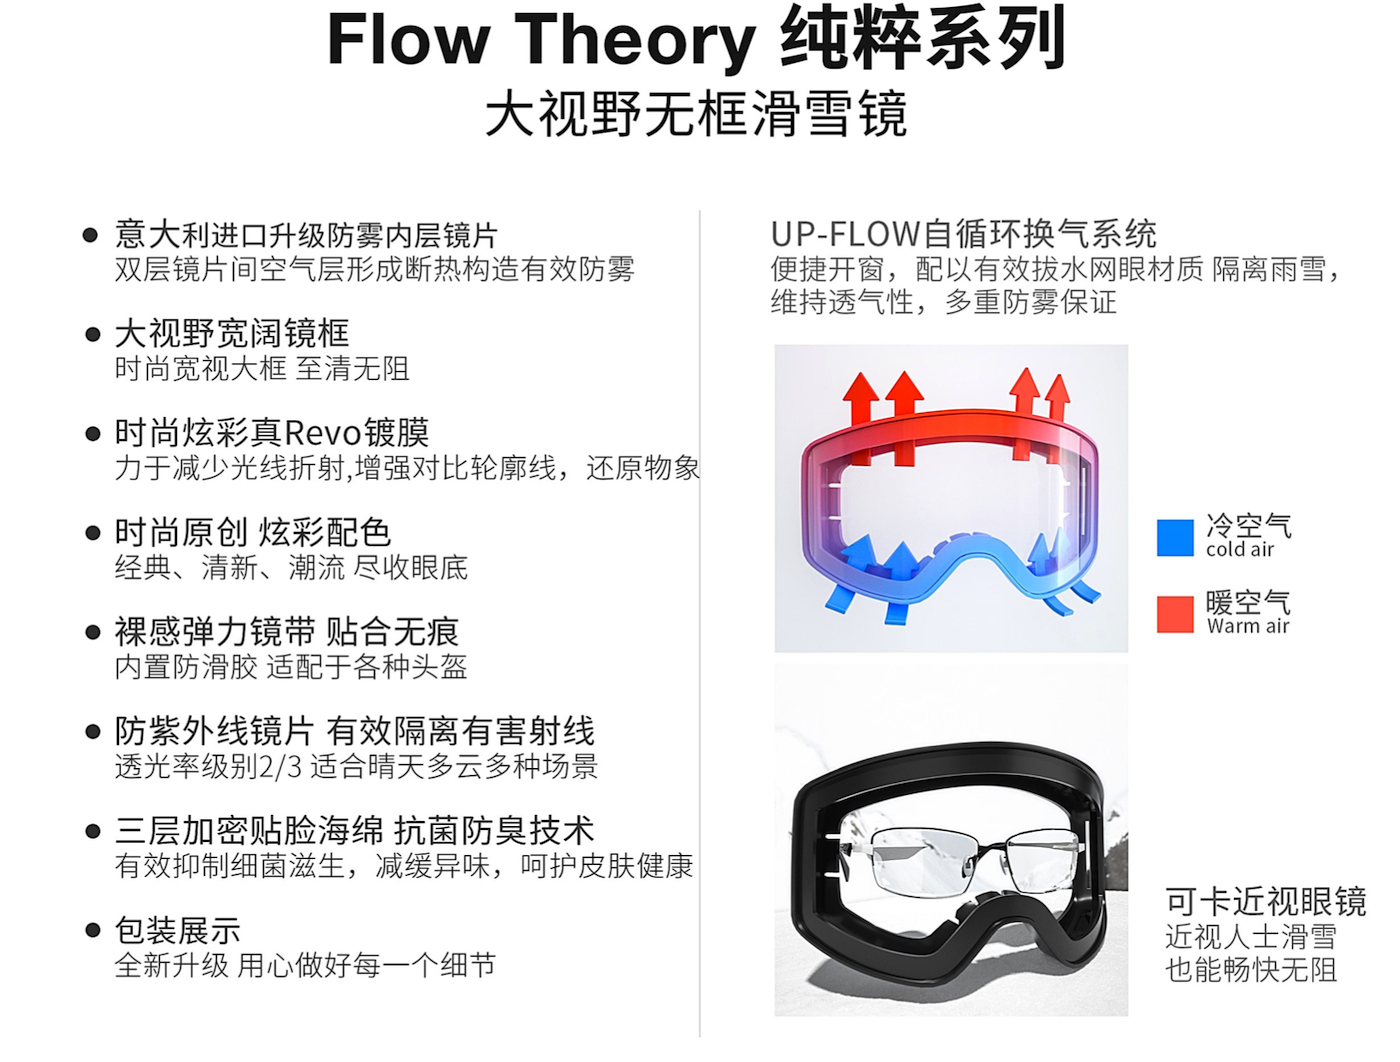 Flow Theory 纯粹系列
大视野无框滑雪镜
意大利进口升级防雾内层镜片
双层镜片间空气层形成断热构造有效防雾
大视野宽阔镜框
时尚宽视大框 至清无阻
时尚炫彩真Revo镀膜
力于减少光线折射,增强对比轮廓线，还原物象
时尚原创 炫彩配色
经典、清新、潮流 尽收眼底
裸感弹力镜带 贴合无痕
内置防滑胶 适配于各种头盔
防紫外线镜片 有效隔离有害射线
透光率级别2/3 适合晴天多云多种场景
三层加密贴脸海绵 抗菌防臭技术
有效抑制细菌滋生，减缓异味，呵护皮肤健康
包装展示
全新升级 用心做好每一个细节
UP-FLOW自循环换气系统
便捷开窗，配以有效拔水网眼材质 隔离雨雪，
维持透气性，多重防雾保证
冷空气
cold air
暖空气
Warm air
可卡近视眼镜
近视人士滑雪
也能畅快无阻